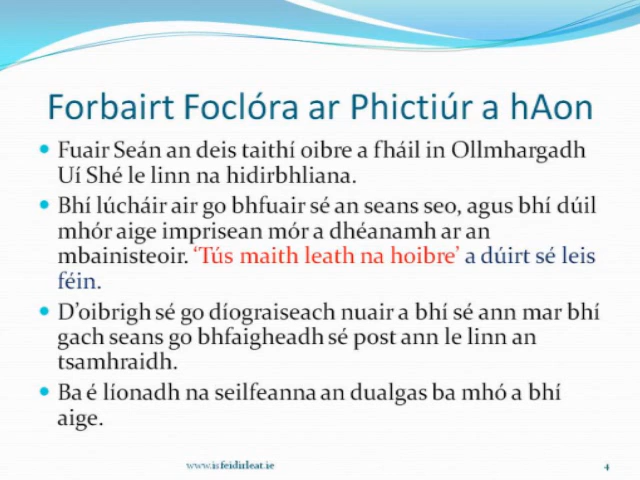 Forbairt Foclóra ar Phictiúr a hAon
• Fuair Seán an deis taithí oibre a fháil in Ollmhargadh
Uí Shé le linn na hidirbhliana.
• Bhí lúcháir air go bhfuair sé an seans seo, agus bhí dúil
mhór aige imprisean mór a dhéanamh ar an
mbainisteoir. ‘Tús maith leath na hoibre’ a dúirt sé leis
féin.
• D’oibrigh sé go díograiseach nuair a bhí sé ann mar bhí
gach seans go bhfaigheadh sé post ann le linn an
tsamhraidh.
• Ba é líonadh na seilfeanna an dualgas ba mhó a bhí
aige.
www.isfeidirleat.ie
4